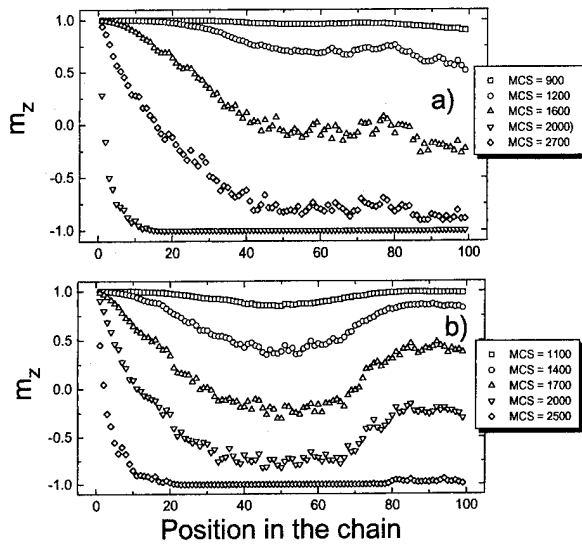 1.0
0.5
0.0
-0.5
-1.0
m_z
a)
MCS = 900
MCS = 1200
MCS = 1600
MCS = 2000)
MCS = 2700
0 20 40 60 80 100
1.0
0.5
0.0
-0.5
-1.0
m_z
b)
MCS = 1100
MCS = 1400
MCS = 1700
MCS = 2000
MCS = 2500
0 20 40 60 80 100
Position in the chain